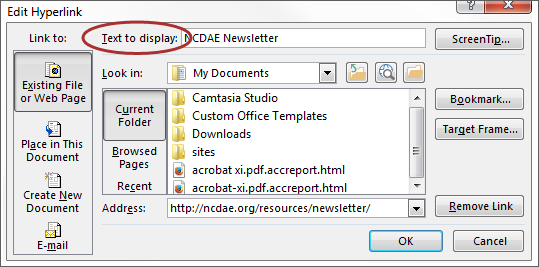 Edit Hyperlink
Link to:
Text to display: NCDAE Newsletter
ScreenTip...
Existing File
or Web Page
Look in: My Documents
Current
Folder
Browsed
Pages
Recent
Camtasia Studio
Custom Office Templates
Downloads
sites
acrobat xi.pdf.accreport.html
acrobat-xi.pdf.accreport.html
Bookmark...
Target Frame...
Place in This
Document
Create New
Document
E-mail
Address: http://ncdae.org/resources/newsletter/
Remove Link
OK
Cancel